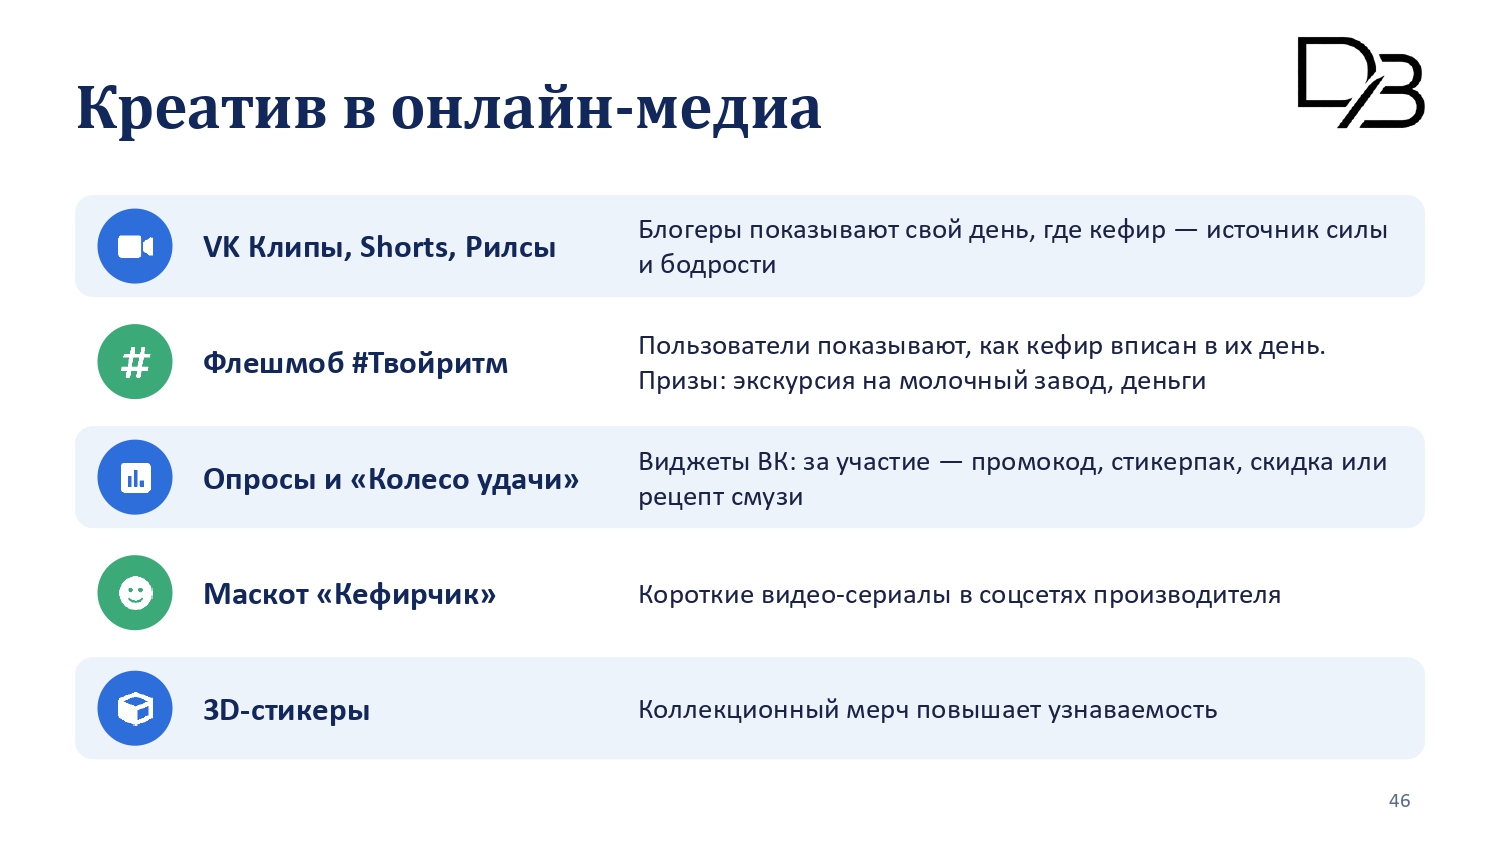 DB
Креатив в онлайн-медиа
VK Клипы, Shorts, Рилсы
Блогеры показывают свой день, где кефир — источник силы
и бодрости
#
Флешмоб #Твойритм
Пользователи показывают, как кефир вписан в их день.
Призы: экскурсия на молочный завод, деньги
Опросы и «Колесо удачи»
Виджеты ВК: за участие — промокод, стикерпак, скидка или
рецепт смузи
Маскот «Кефирчик»
Короткие видео-сериалы в соцсетях производителя
3D-стикеры
Коллекционный мерч повышает узнаваемость
46